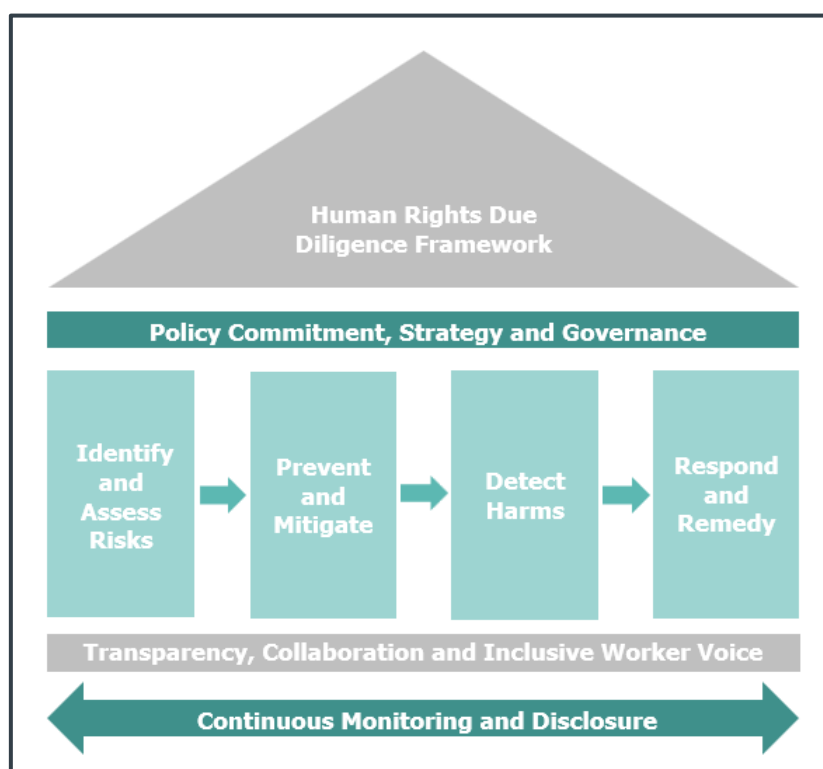 Human Rights Due
Diligence Framework
Policy Commitment, Strategy and Governance
Identify
and
Assess
Risks
Prevent
and
Mitigate
Detect
Harms
Respond
and
Remedy
Transparency, Collaboration and Inclusive Worker Voice
Continuous Monitoring and Disclosure